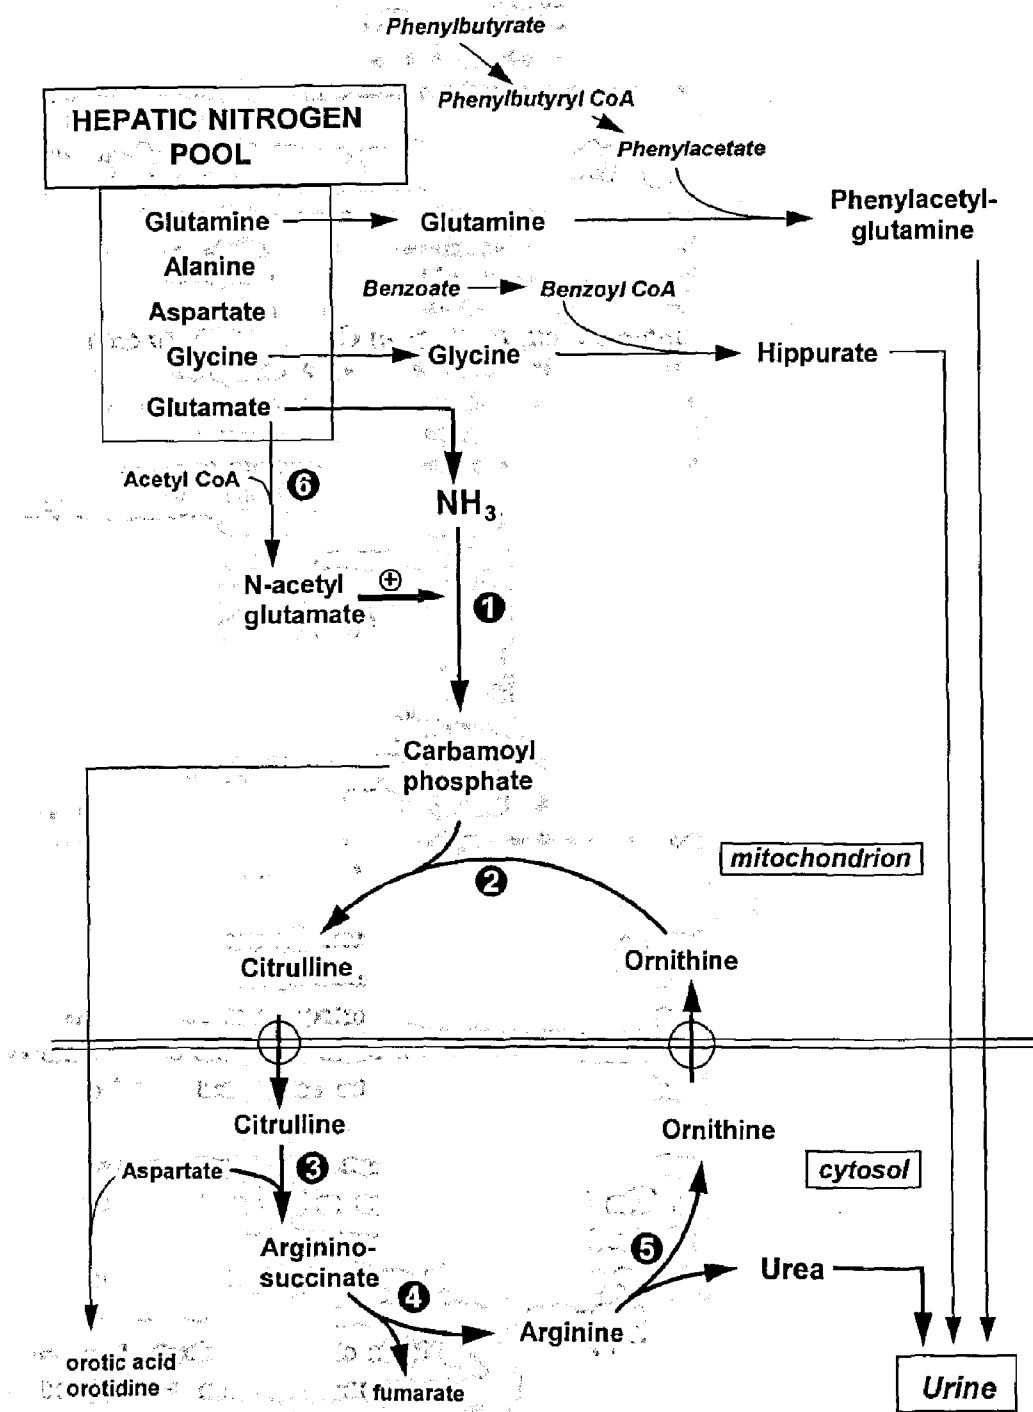 Phenylbutyrate
Phenylbutyryl CoA
Phenylacetate
HEPATIC NITROGEN
POOL
Glutamine
Glutamine
Phenylacetyl-
glutamine
Alanine
Benzoate
Benzoyl CoA
Aspartate
Glycine
Glycine
Hippurate
Glutamate
Acetyl CoA
6
NH3
N-acetyl
glutamate
+
1
Carbamoyl
phosphate
mitochondrion
2
Citrulline
Ornithine
Citrulline
Ornithine
Aspartate
3
cytosol
Arginino-
succinate
4
5
Urea
Arginine
orotic acid
orotidine
fumarate
Urine